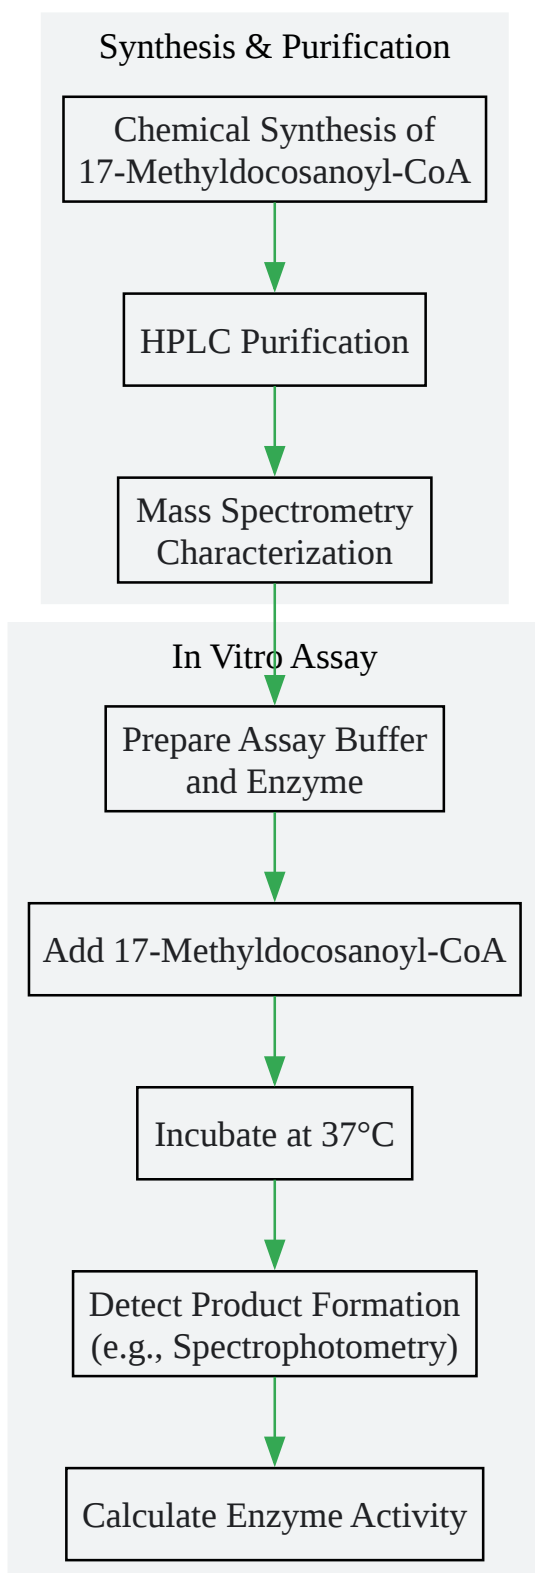 Synthesis & Purification
Chemical Synthesis of
17-Methyldocosanoyl-CoA
HPLC Purification
Mass Spectrometry
Characterization
In Vitro Assay
Prepare Assay Buffer
and Enzyme
Add 17-Methyldocosanoyl-CoA
Incubate at 37°C
Detect Product Formation
(e.g., Spectrophotometry)
Calculate Enzyme Activity